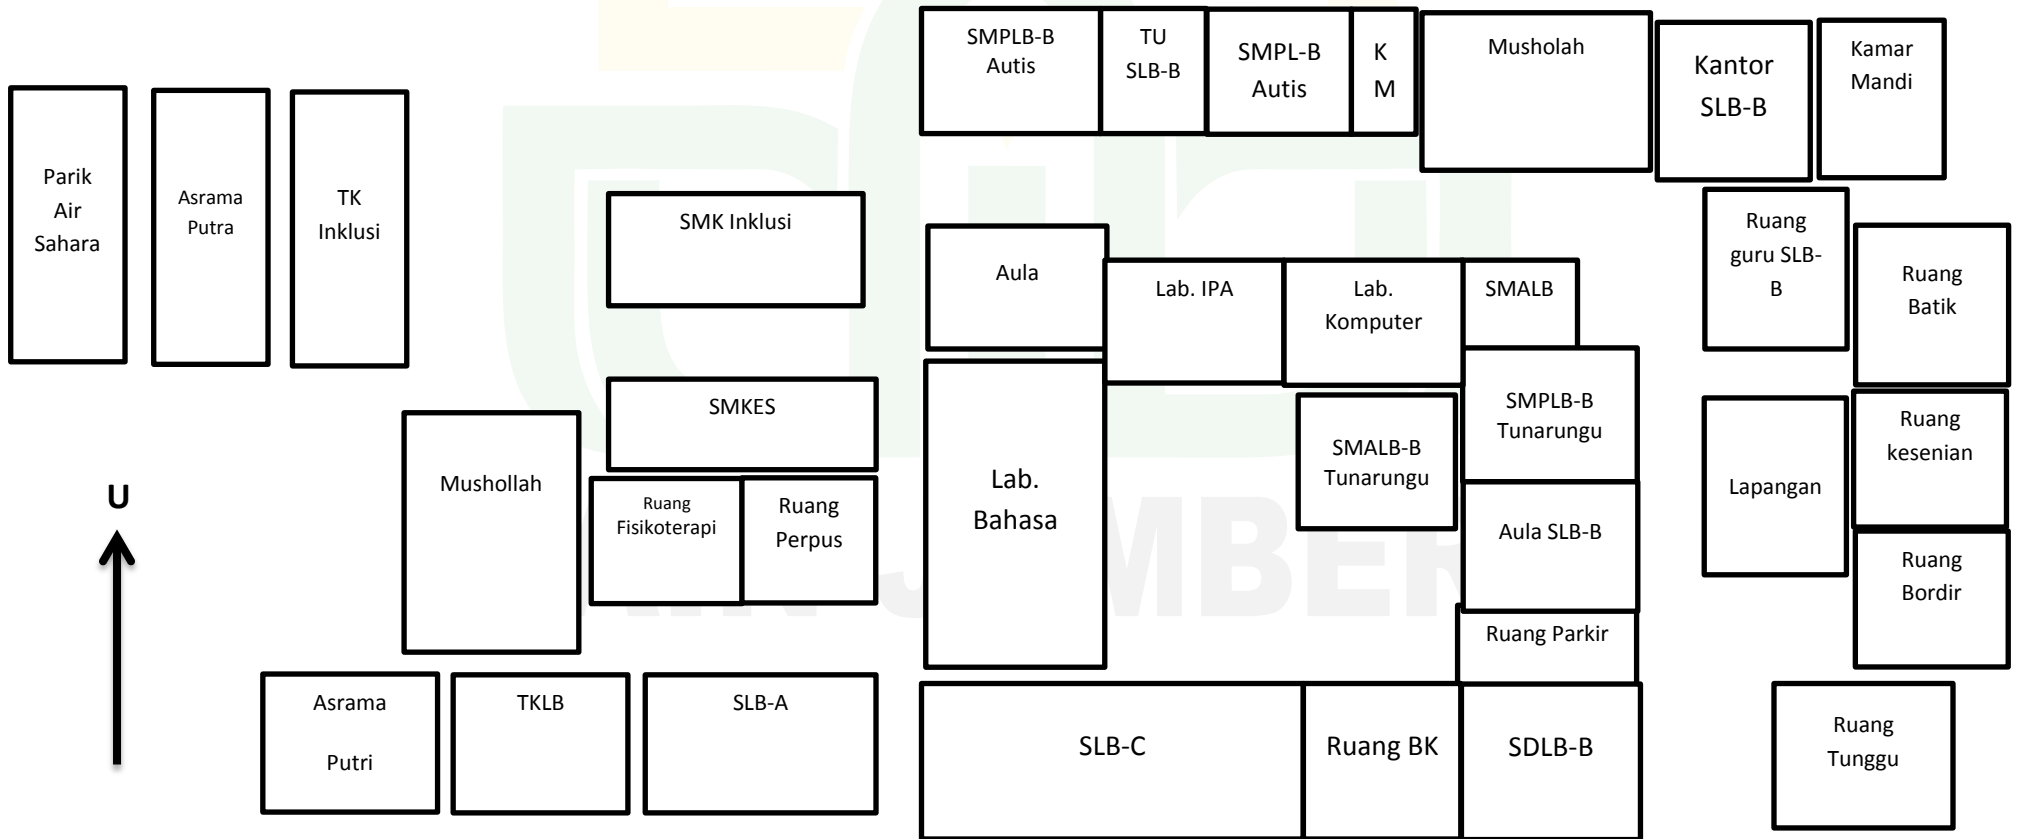 SMPLB-B
Autis
TU
SLB-B
SMPL-B
Autis
K
M
Musholah
Kantor
SLB-B
Kamar
Mandi
Parik
Air
Sahara
Asrama
Putra
TK
Inklusi
SMK Inklusi
Aula
Lab. IPA
Lab.
Komputer
SMALB
Ruang
guru SLB-
B
Ruang
Batik
SMKES
Mushollah
Ruang
Fisikoterapi
Ruang
Perpus
Lab.
Bahasa
SMALB-B
Tunarungu
SMPLB-B
Tunarungu
Aula SLB-B
Ruang Parkir
Lapangan
Ruang
kesenian
Ruang
Bordir
U
Asrama
Putri
TKLB
SLB-A
SLB-C
Ruang BK
SDLB-B
Ruang
Tunggu